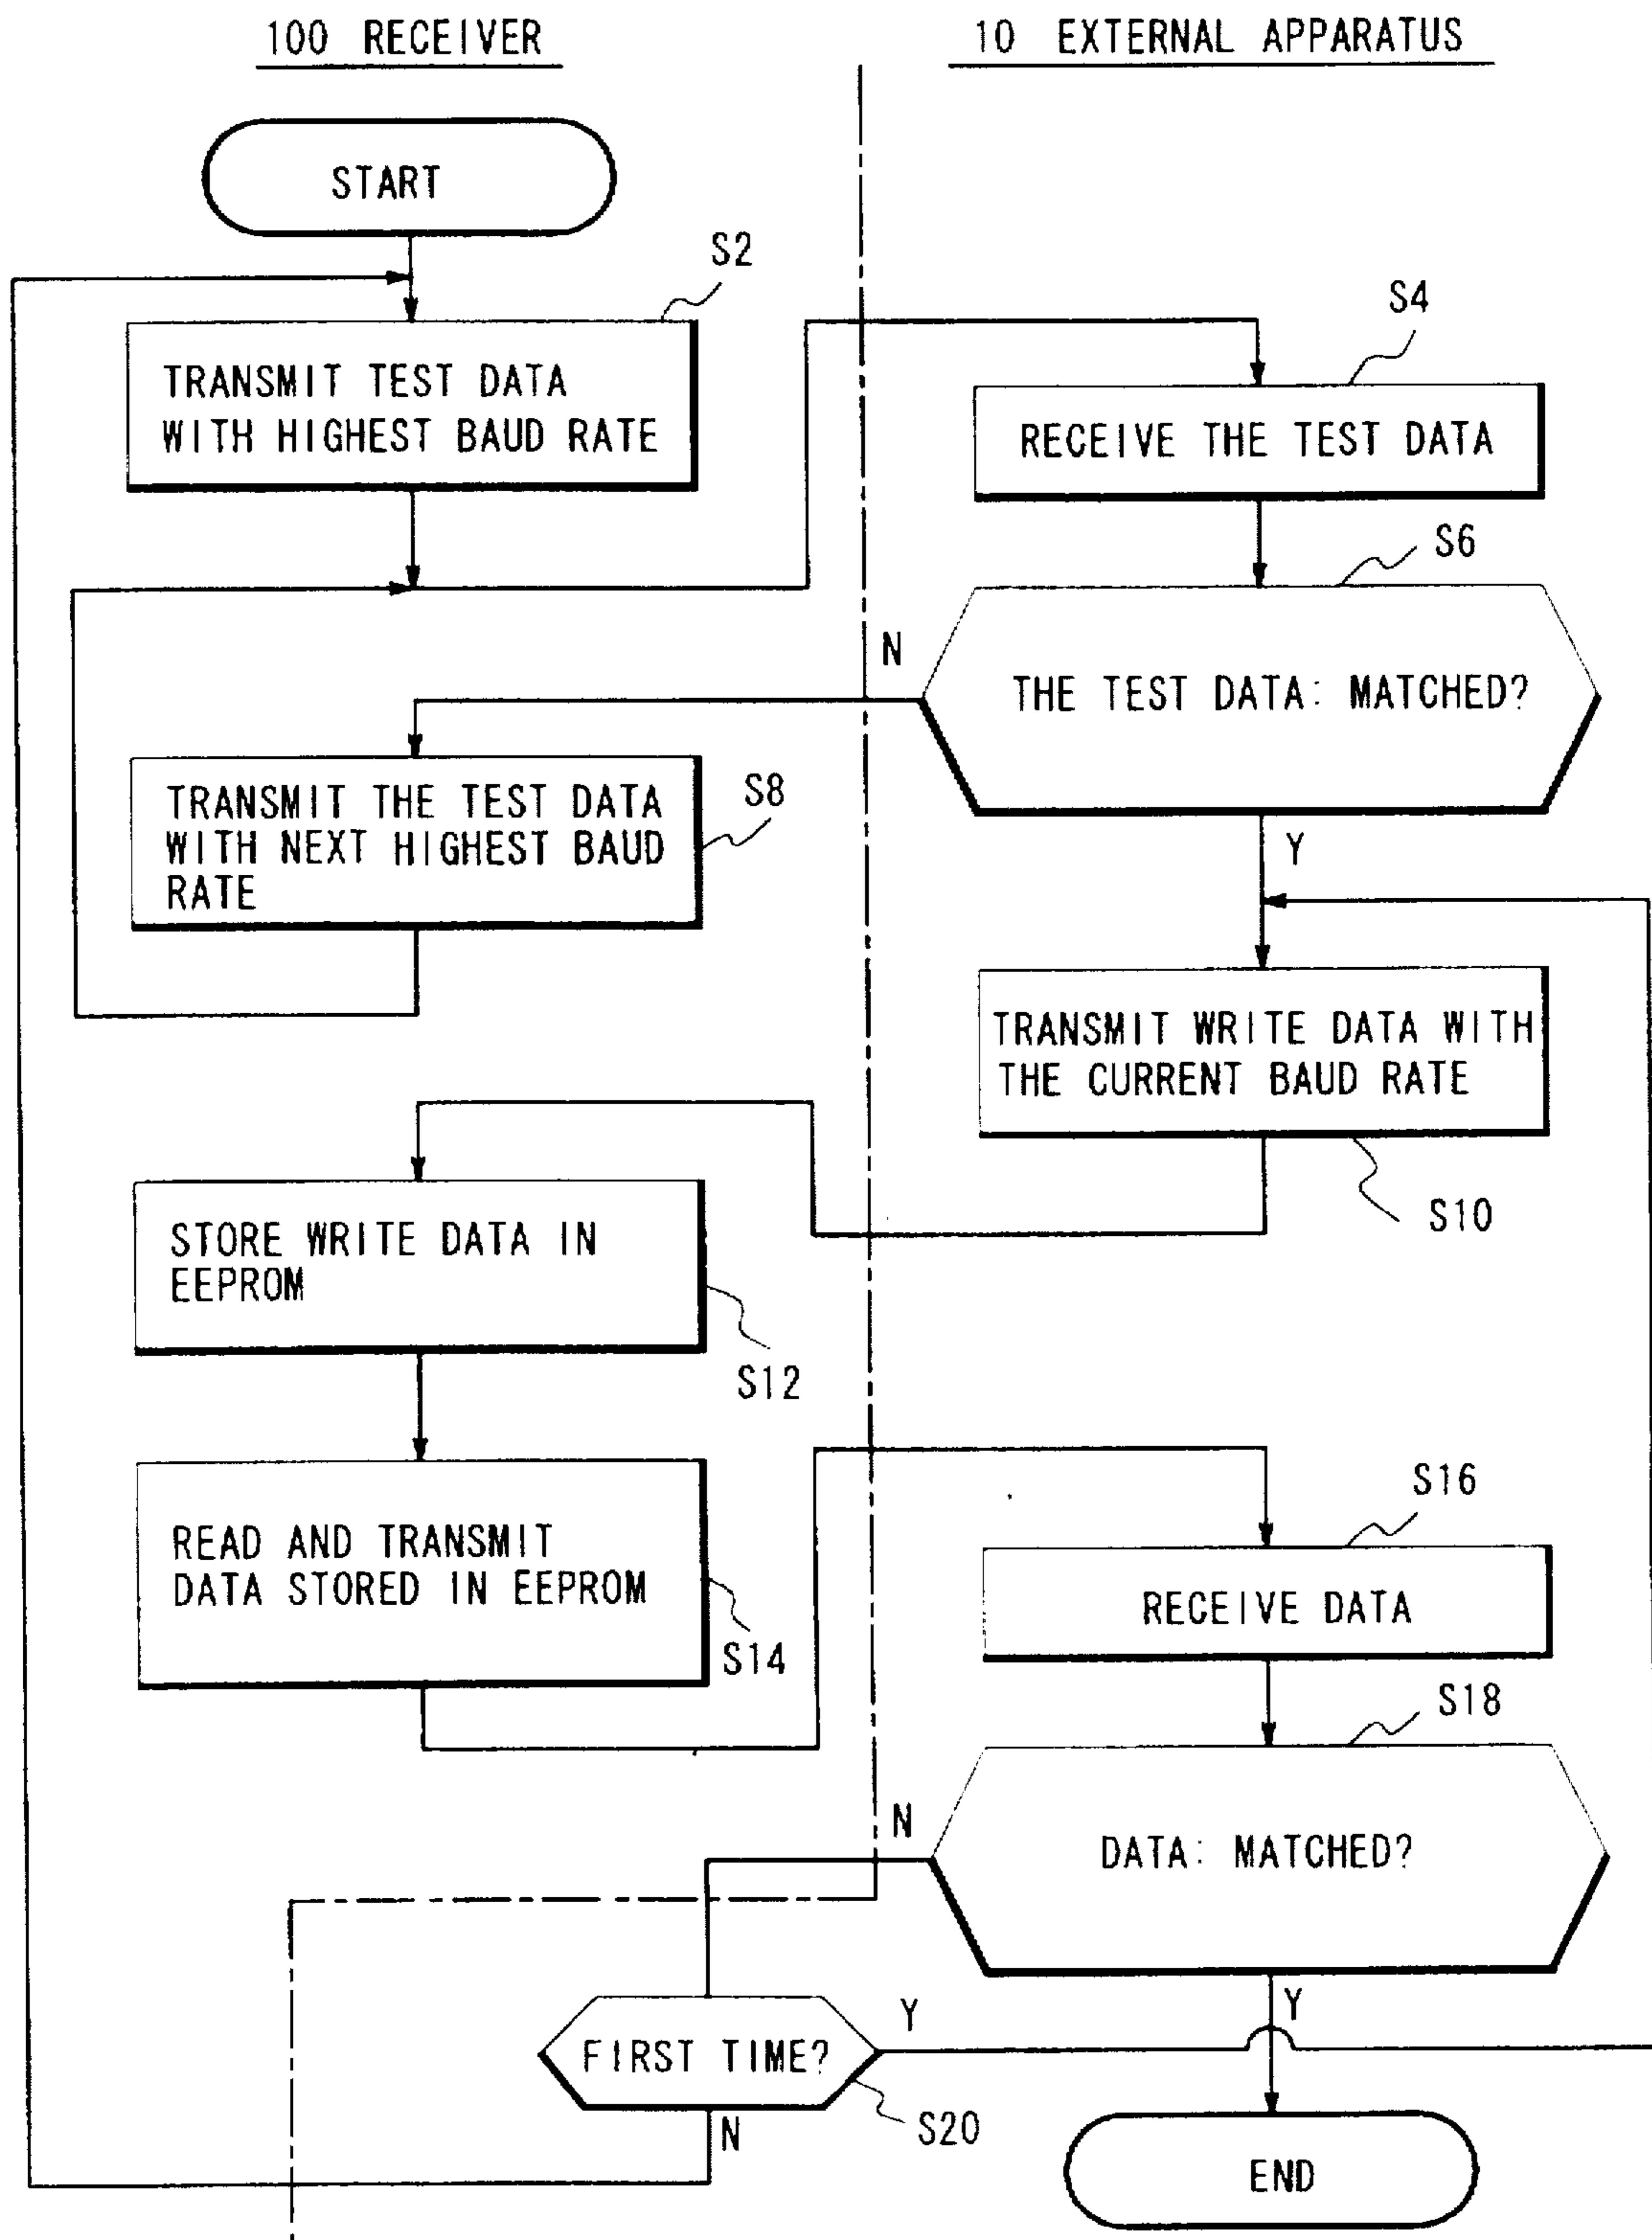 100 RECEIVER
10 EXTERNAL APPARATUS
START
S2
TRANSMIT TEST DATA
WITH HIGHEST BAUD RATE
S4
RECEIVE THE TEST DATA
S6
N
THE TEST DATA: MATCHED?
TRANSMIT THE TEST DATA
WITH NEXT HIGHEST BAUD
RATE
S8
Y
TRANSMIT WRITE DATA WITH
THE CURRENT BAUD RATE
S10
STORE WRITE DATA IN
EEPROM
S12
READ AND TRANSMIT
DATA STORED IN EEPROM
S14
S16
RECEIVE DATA
S18
N
DATA: MATCHED?
Y
FIRST TIME?
Y
S20
N
END